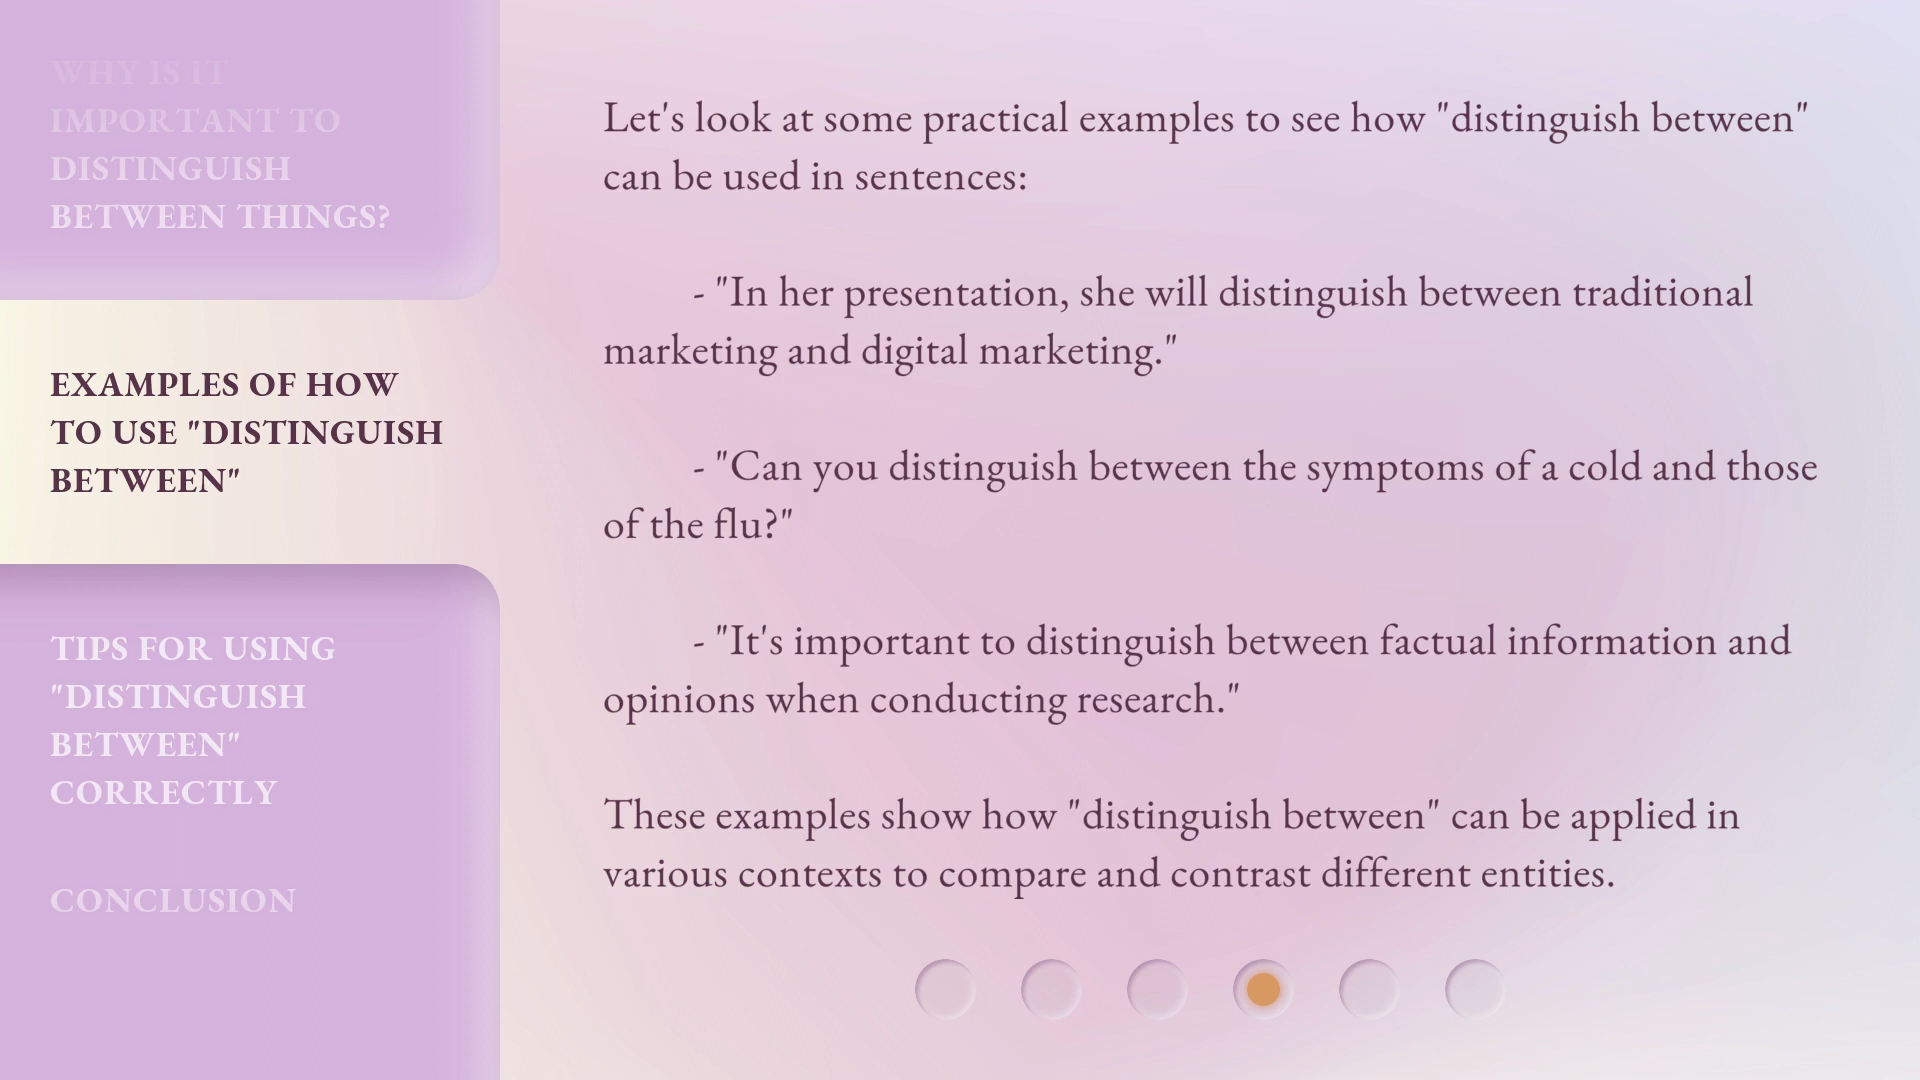 WHY IS IT
IMPORTANT TO
DISTINGUISH
BETWEEN THINGS?
EXAMPLES OF HOW
TO USE "DISTINGUISH
BETWEEN"
TIPS FOR USING
"DISTINGUISH
BETWEEN"
CORRECTLY
CONCLUSION
Let's look at some practical examples to see how "distinguish between"
can be used in sentences:
- "In her presentation, she will distinguish between traditional
marketing and digital marketing."
- "Can you distinguish between the symptoms of a cold and those
of the flu?"
- "It's important to distinguish between factual information and
opinions when conducting research."
These examples show how "distinguish between" can be applied in
various contexts to compare and contrast different entities.